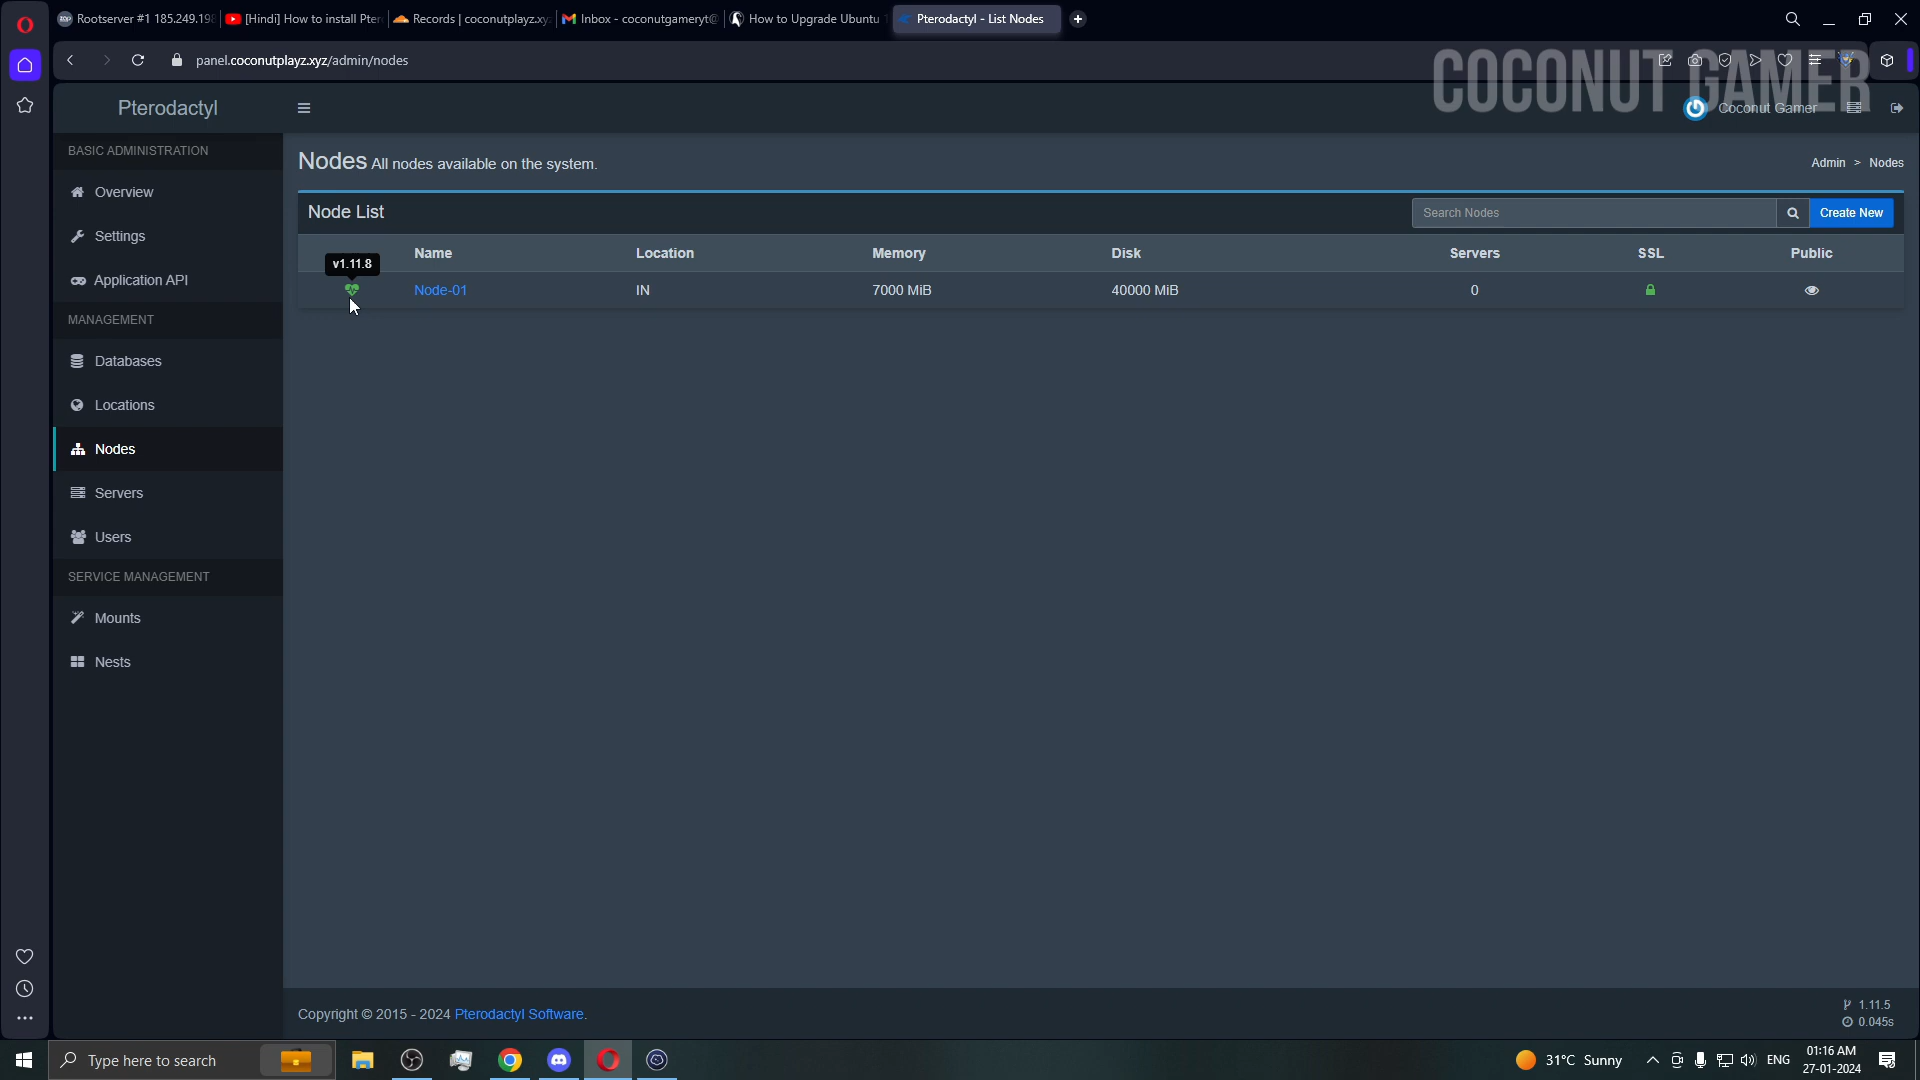 Rootserver #1 185.249.198
[Hindi] How to install Pter
Records | coconutplayz.xy
Inbox - coconutgameryt@
How to Upgrade Ubuntu
Pterodactyl - List Nodes
panel.coconutplayz.xyz/admin/nodes
COCONUT GAMER
Pterodactyl
Coconut Gamer
BASIC ADMINISTRATION
Overview
Settings
Application API
MANAGEMENT
Databases
Locations
Nodes
Servers
Users
SERVICE MANAGEMENT
Mounts
Nests
Nodes All nodes available on the system.
Admin > Nodes
Node List
Search Nodes
Create New
Name Location Memory Disk Servers SSL Public
v1.11.8
Node-01 IN 7000 MiB 40000 MiB 0
Copyright © 2015 - 2024 Pterodactyl Software.
1.11.5
0.045s
Type here to search
31°C Sunny
ENG
01:16 AM
27-01-2024